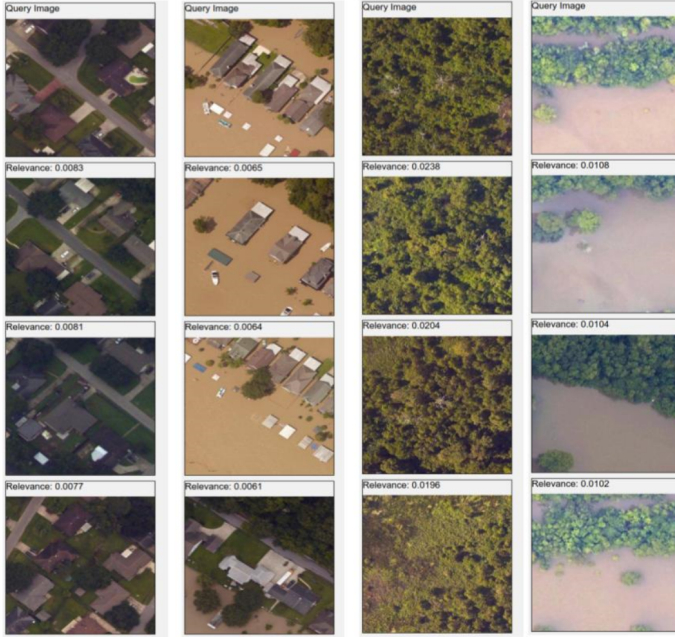 Query Image
Query Image
Query Image
Query Image
Relevance: 0.0083
Relevance: 0.0065
Relevance: 0.0238
Relevance: 0.0108
Relevance: 0.0081
Relevance: 0.0064
Relevance: 0.0204
Relevance: 0.0104
Relevance: 0.0077
Relevance: 0.0061
Relevance: 0.0196
Relevance: 0.0102